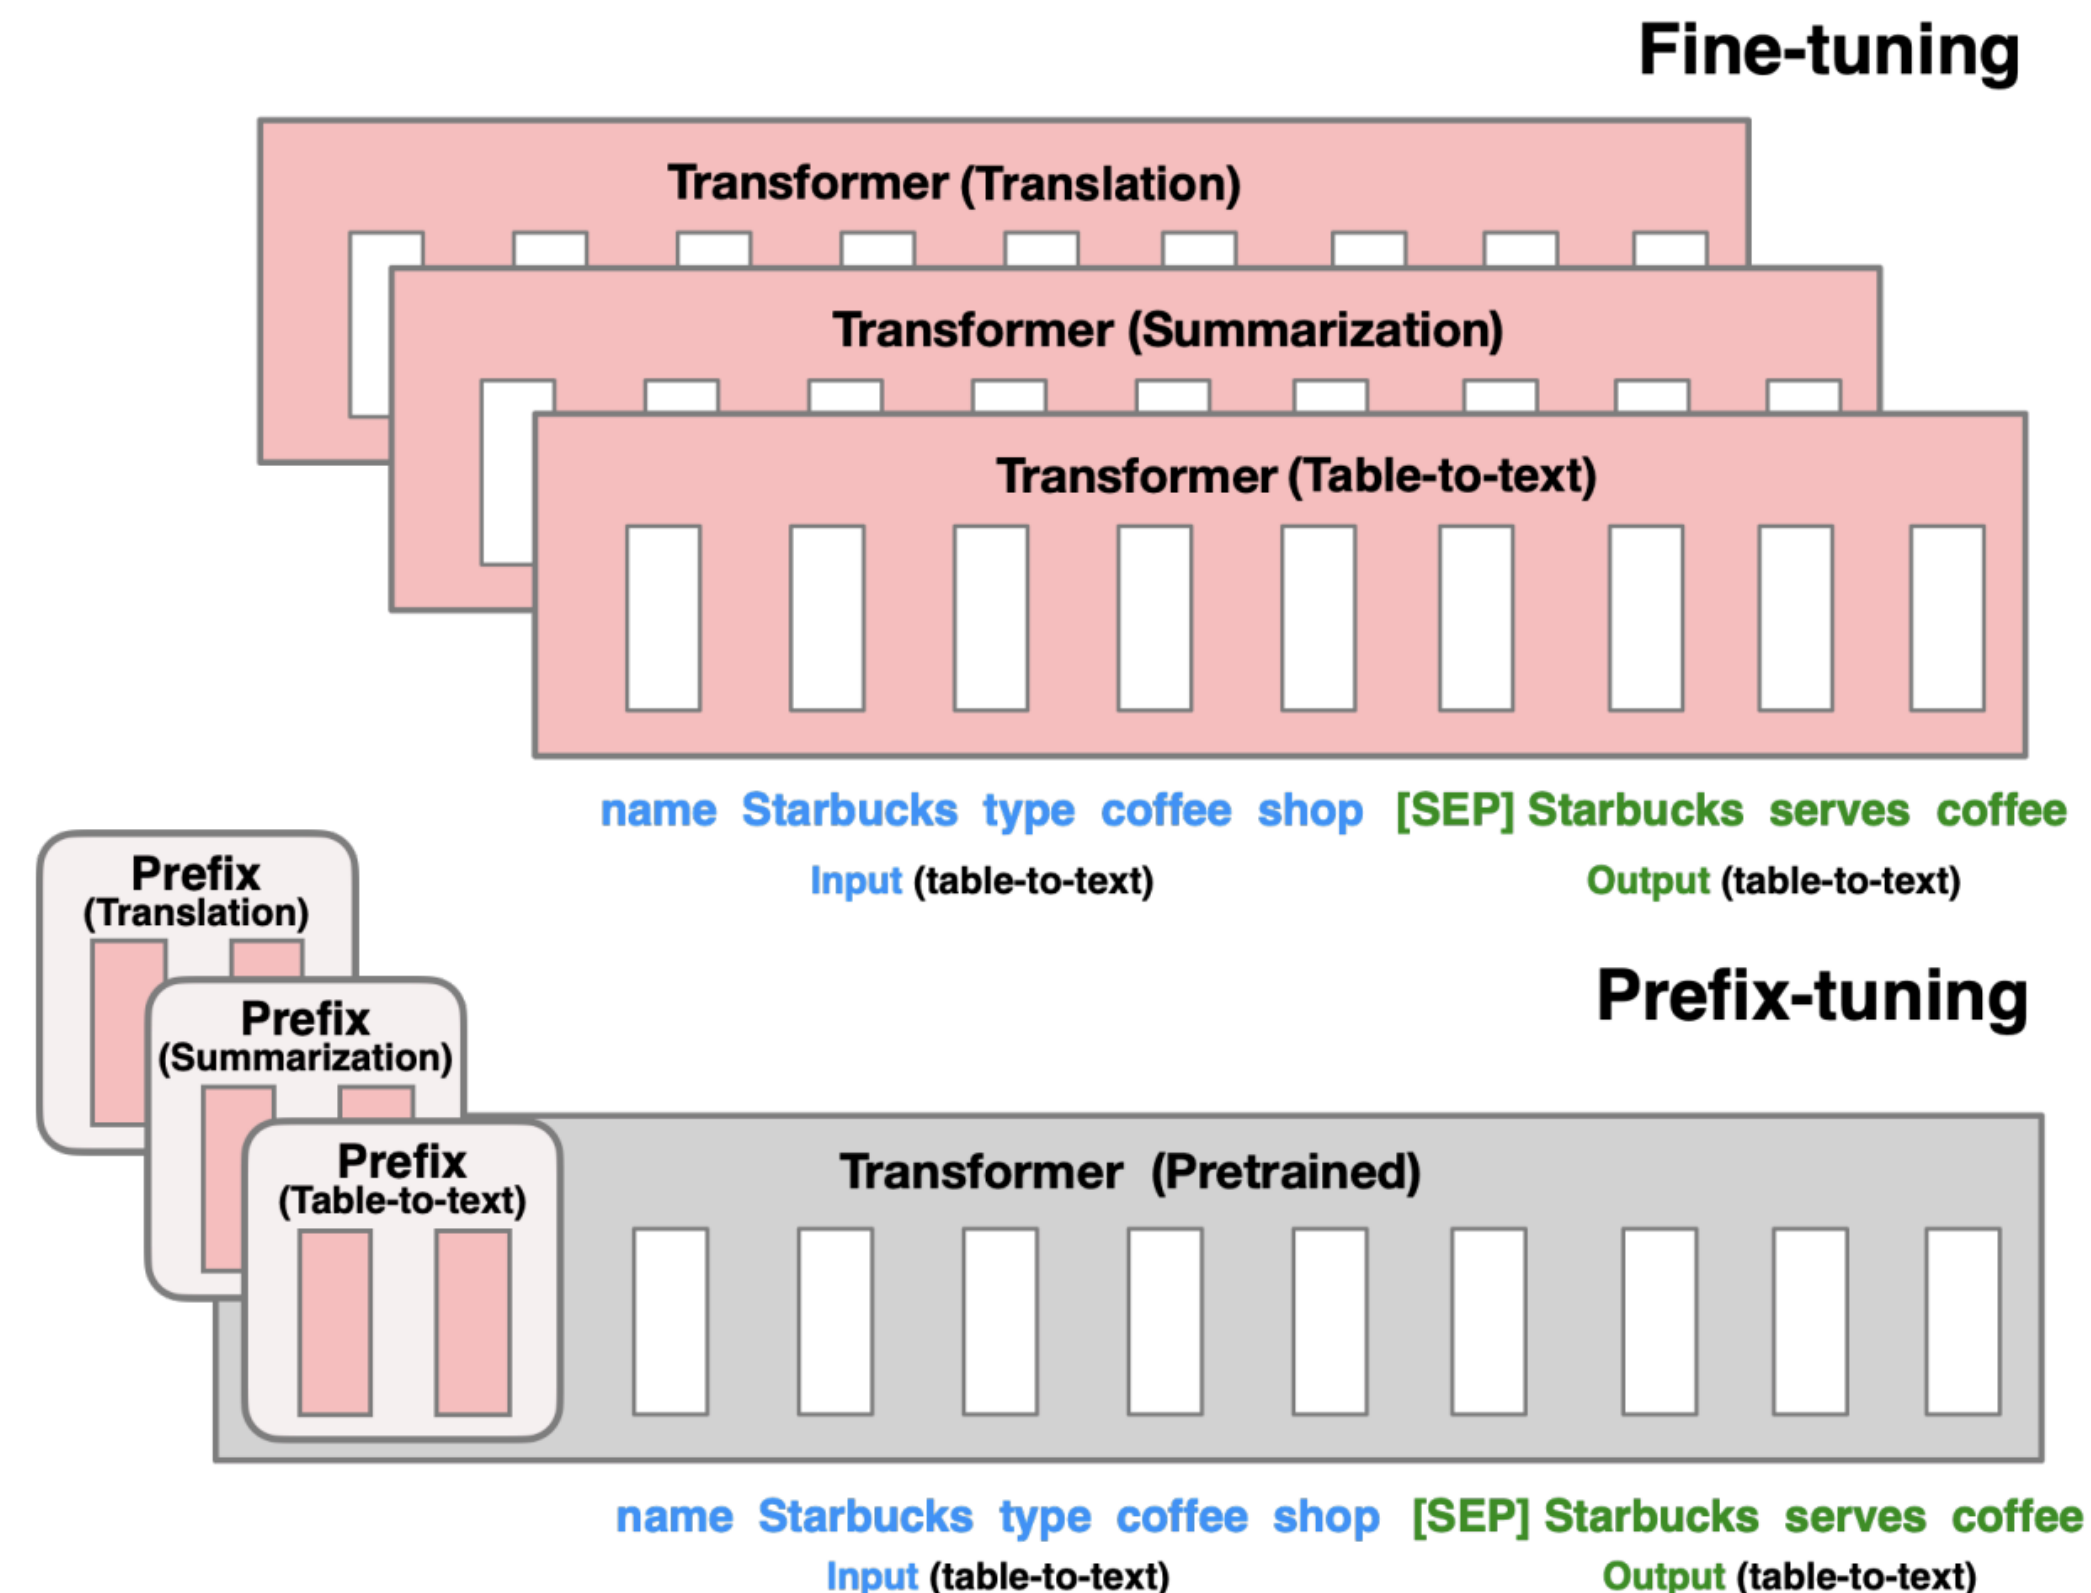 Fine-tuning
Transformer (Translation)
Transformer (Summarization)
Transformer (Table-to-text)
name Starbucks type coffee shop [SEP] Starbucks serves coffee
Input (table-to-text) Output (table-to-text)
Prefix
(Translation)
Prefix-tuning
Prefix
(Summarization)
Prefix
(Table-to-text)
Transformer (Pretrained)
name Starbucks type coffee shop [SEP] Starbucks serves coffee
Input (table-to-text) Output (table-to-text)